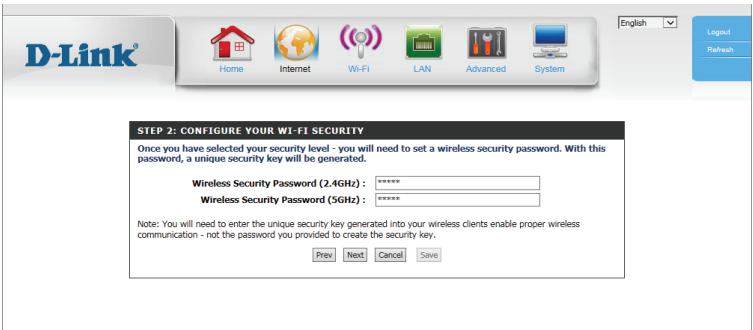 D-Link®
Home
Internet
Wi-Fi
LAN
Advanced
System
English
Logout
Refresh
STEP 2: CONFIGURE YOUR WI-FI SECURITY
Once you have selected your security level - you will need to set a wireless security password. With this
password, a unique security key will be generated.
Wireless Security Password (2.4GHz) : *****
Wireless Security Password (5GHz) : *****
Note: You will need to enter the unique security key generated into your wireless clients enable proper wireless
communication - not the password you provided to create the security key.
Prev Next Cancel Save